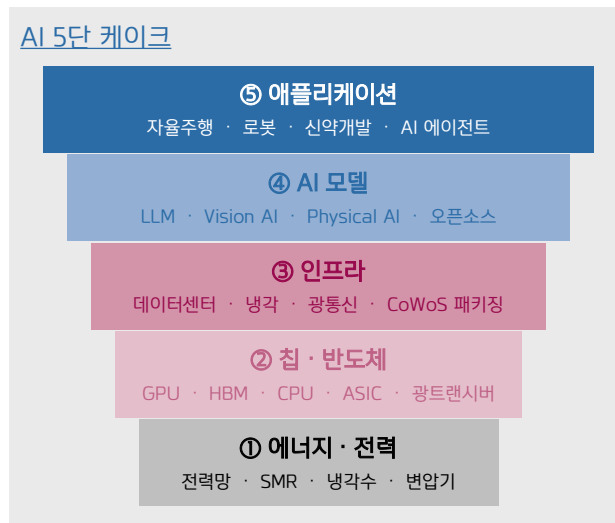 AI 5단 케이크
⑤ 애플리케이션
자율주행 · 로봇 · 신약개발 · AI 에이전트
④ AI 모델
LLM · Vision AI · Physical AI · 오픈소스
③ 인프라
데이터센터 · 냉각 · 광통신 · CoWoS 패키징
② 칩 · 반도체
GPU · HBM · CPU · ASIC · 광트랜시버
① 에너지 · 전력
전력망 · SMR · 냉각수 · 변압기